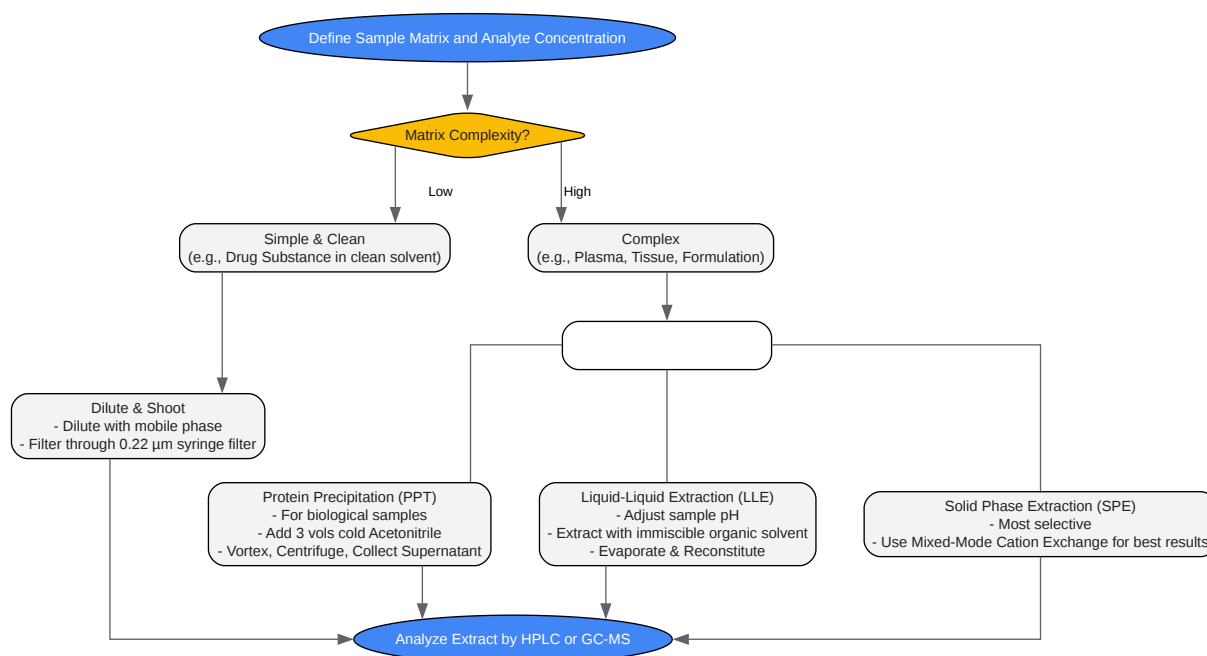 Define Sample Matrix and Analyte Concentration
Matrix Complexity?
Low
High
Simple & Clean
(e.g., Drug Substance in clean solvent)
Complex
(e.g., Plasma, Tissue, Formulation)
Dilute & Shoot
- Dilute with mobile phase
- Filter through 0.22 µm syringe filter
Protein Precipitation (PPT)
- For biological samples
- Add 3 vols cold Acetonitrile
- Vortex, Centrifuge, Collect Supernatant
Liquid-Liquid Extraction (LLE)
- Adjust sample pH
- Extract with immiscible organic solvent
- Evaporate & Reconstitute
Solid Phase Extraction (SPE)
- Most selective
- Use Mixed-Mode Cation Exchange for best results
Analyze Extract by HPLC or GC-MS